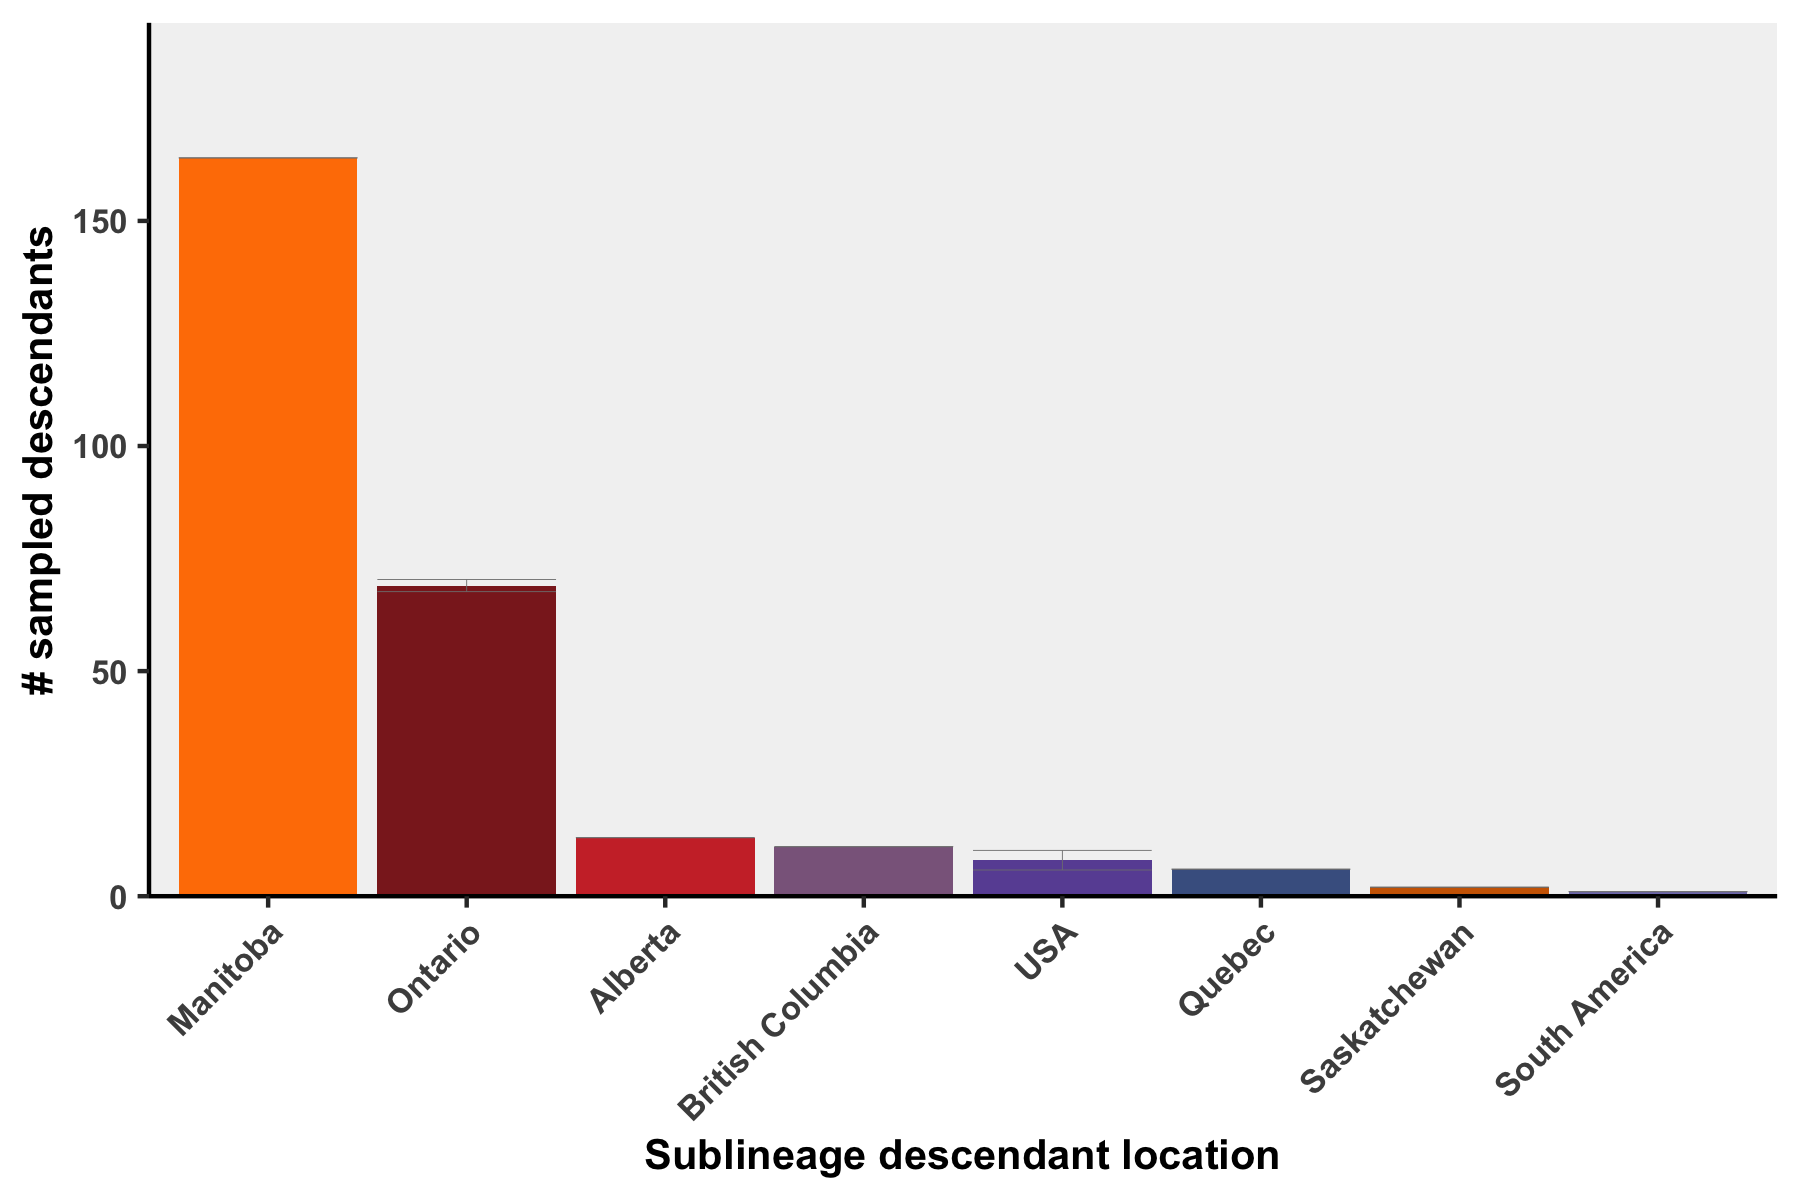 # sampled descendants
150
100
50
0
Manitoba
Ontario
Alberta
British Columbia
USA
Quebec
Saskatchewan
South America
Sublineage descendant location